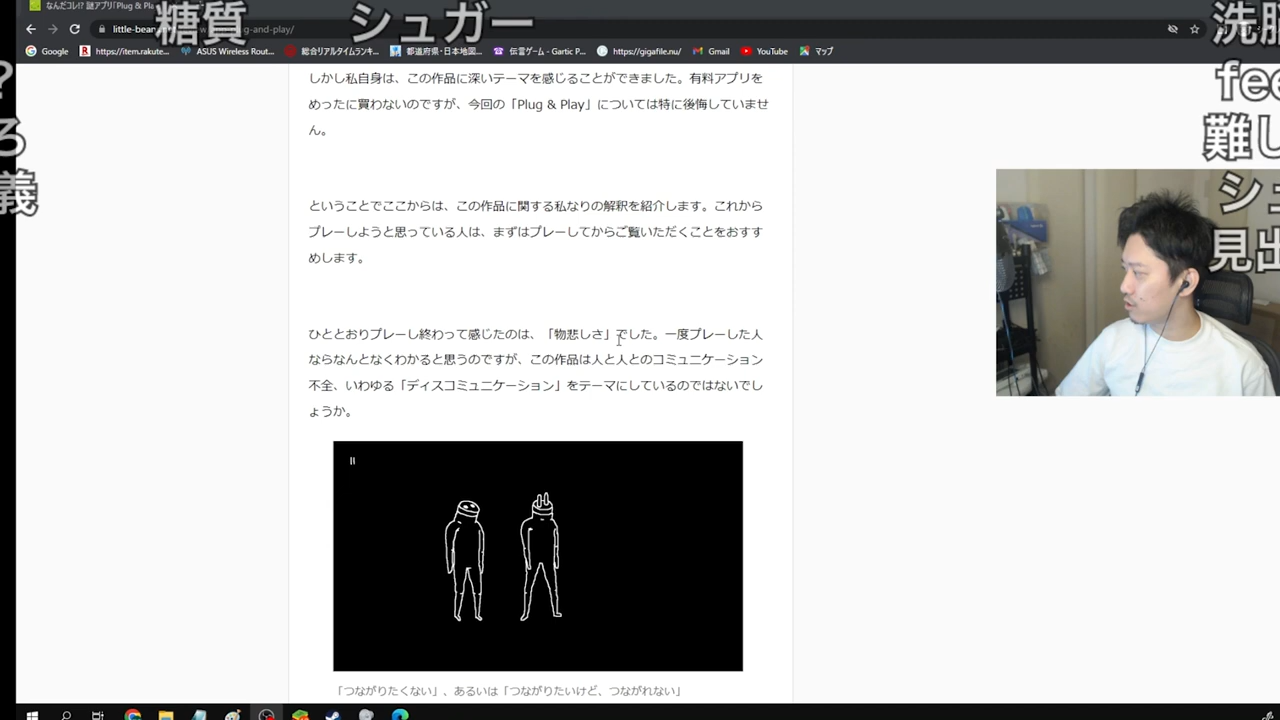 なんだコレ!? 謎アプリ「Plug & Pla
糖質
シュガー
洗脳
little-bean
g-and-play/
Google
https://item.rakute...
ASUS Wireless Rout...
総合リアルタイムランキ...
都道府県・日本地図...
伝言ゲーム - Gartic P...
https://gigafile.nu/
Gmail
YouTube
マップ
?
fee
ろ
難し
義
シュ
見出
しかし私自身は、この作品に深いテーマを感じることができました。有料アプリを
めったに買わないのですが、今回の「Plug & Play」については特に後悔していませ
ん。
ということでここからは、この作品に関する私なりの解釈を紹介します。これから
プレーしようと思っている人は、まずはプレーしてからご覧いただくことをおすす
めします。
ひととおりプレーし終わって感じたのは、「物悲しさ」でした。一度プレーした人
ならなんとなくわかると思うのですが、この作品は人と人とのコミュニケーション
不全、いわゆる「ディスコミュニケーション」をテーマにしているのではないでし
ょうか。
「つながりたくない」、あるいは「つながりたいけど、つながれない」